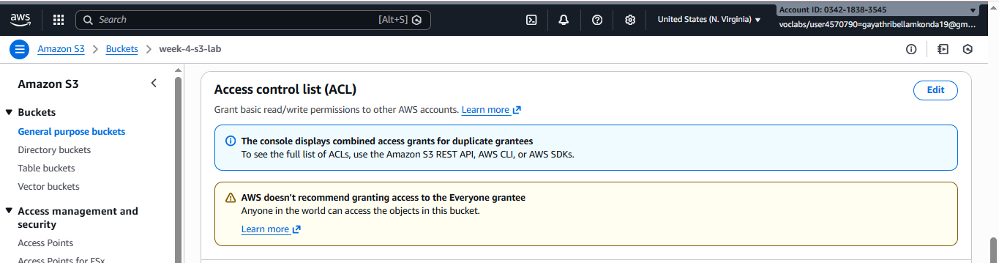 aws
Search
[Alt+S]
United States (N. Virginia)
Account ID: 0342-1838-3545
voclabs/user4570790=gayathribellamkonda19@gm...
Amazon S3
Buckets
week-4-s3-lab
Amazon S3
Buckets
General purpose buckets
Directory buckets
Table buckets
Vector buckets
Access management and
security
Access Points
Access Points for FSx
Access control list (ACL)
Edit
Grant basic read/write permissions to other AWS accounts. Learn more
The console displays combined access grants for duplicate grantees
To see the full list of ACLs, use the Amazon S3 REST API, AWS CLI, or AWS SDKs.
AWS doesn't recommend granting access to the Everyone grantee
Anyone in the world can access the objects in this bucket.
Learn more